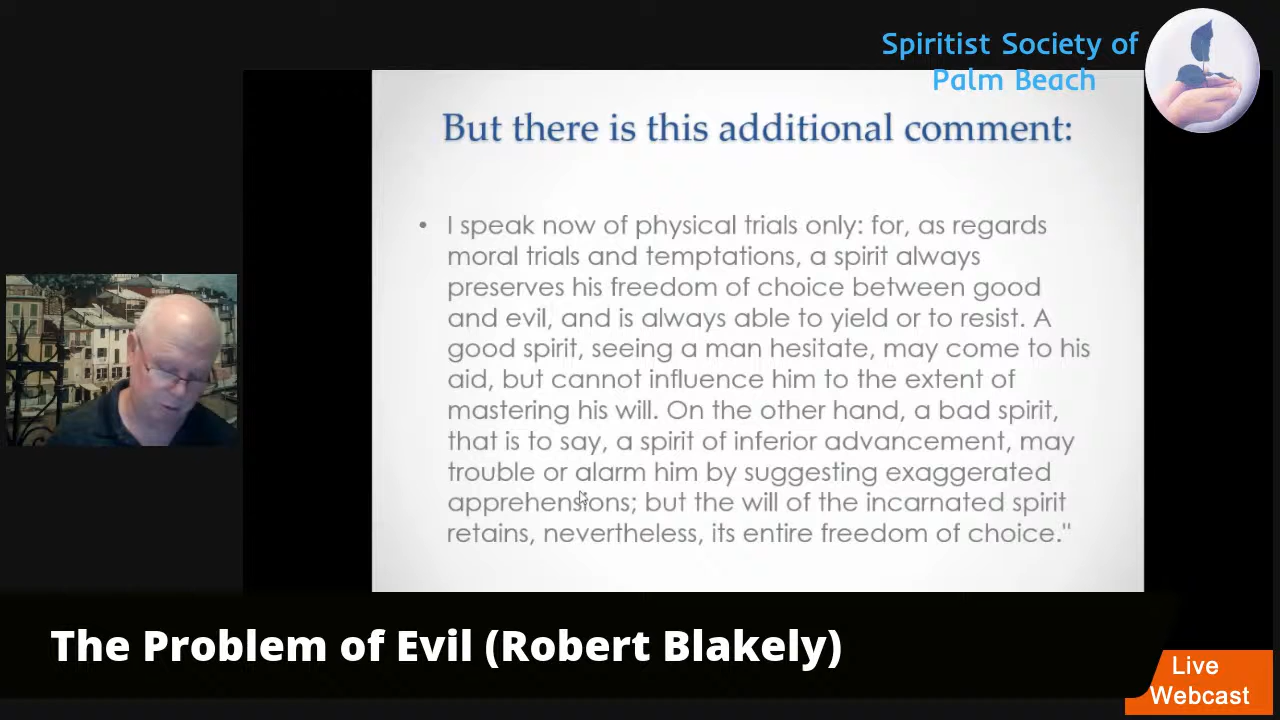 Spiritist Society of
Palm Beach
But there is this additional comment:
• I speak now of physical trials only: for, as regards
moral trials and temptations, a spirit always
preserves his freedom of choice between good
and evil, and is always able to yield or to resist. A
good spirit, seeing a man hesitate, may come to his
aid, but cannot influence him to the extent of
mastering his will. On the other hand, a bad spirit,
that is to say, a spirit of inferior advancement, may
trouble or alarm him by suggesting exaggerated
apprehensions; but the will of the incarnated spirit
retains, nevertheless, its entire freedom of choice."
The Problem of Evil (Robert Blakely)
Live
Webcast